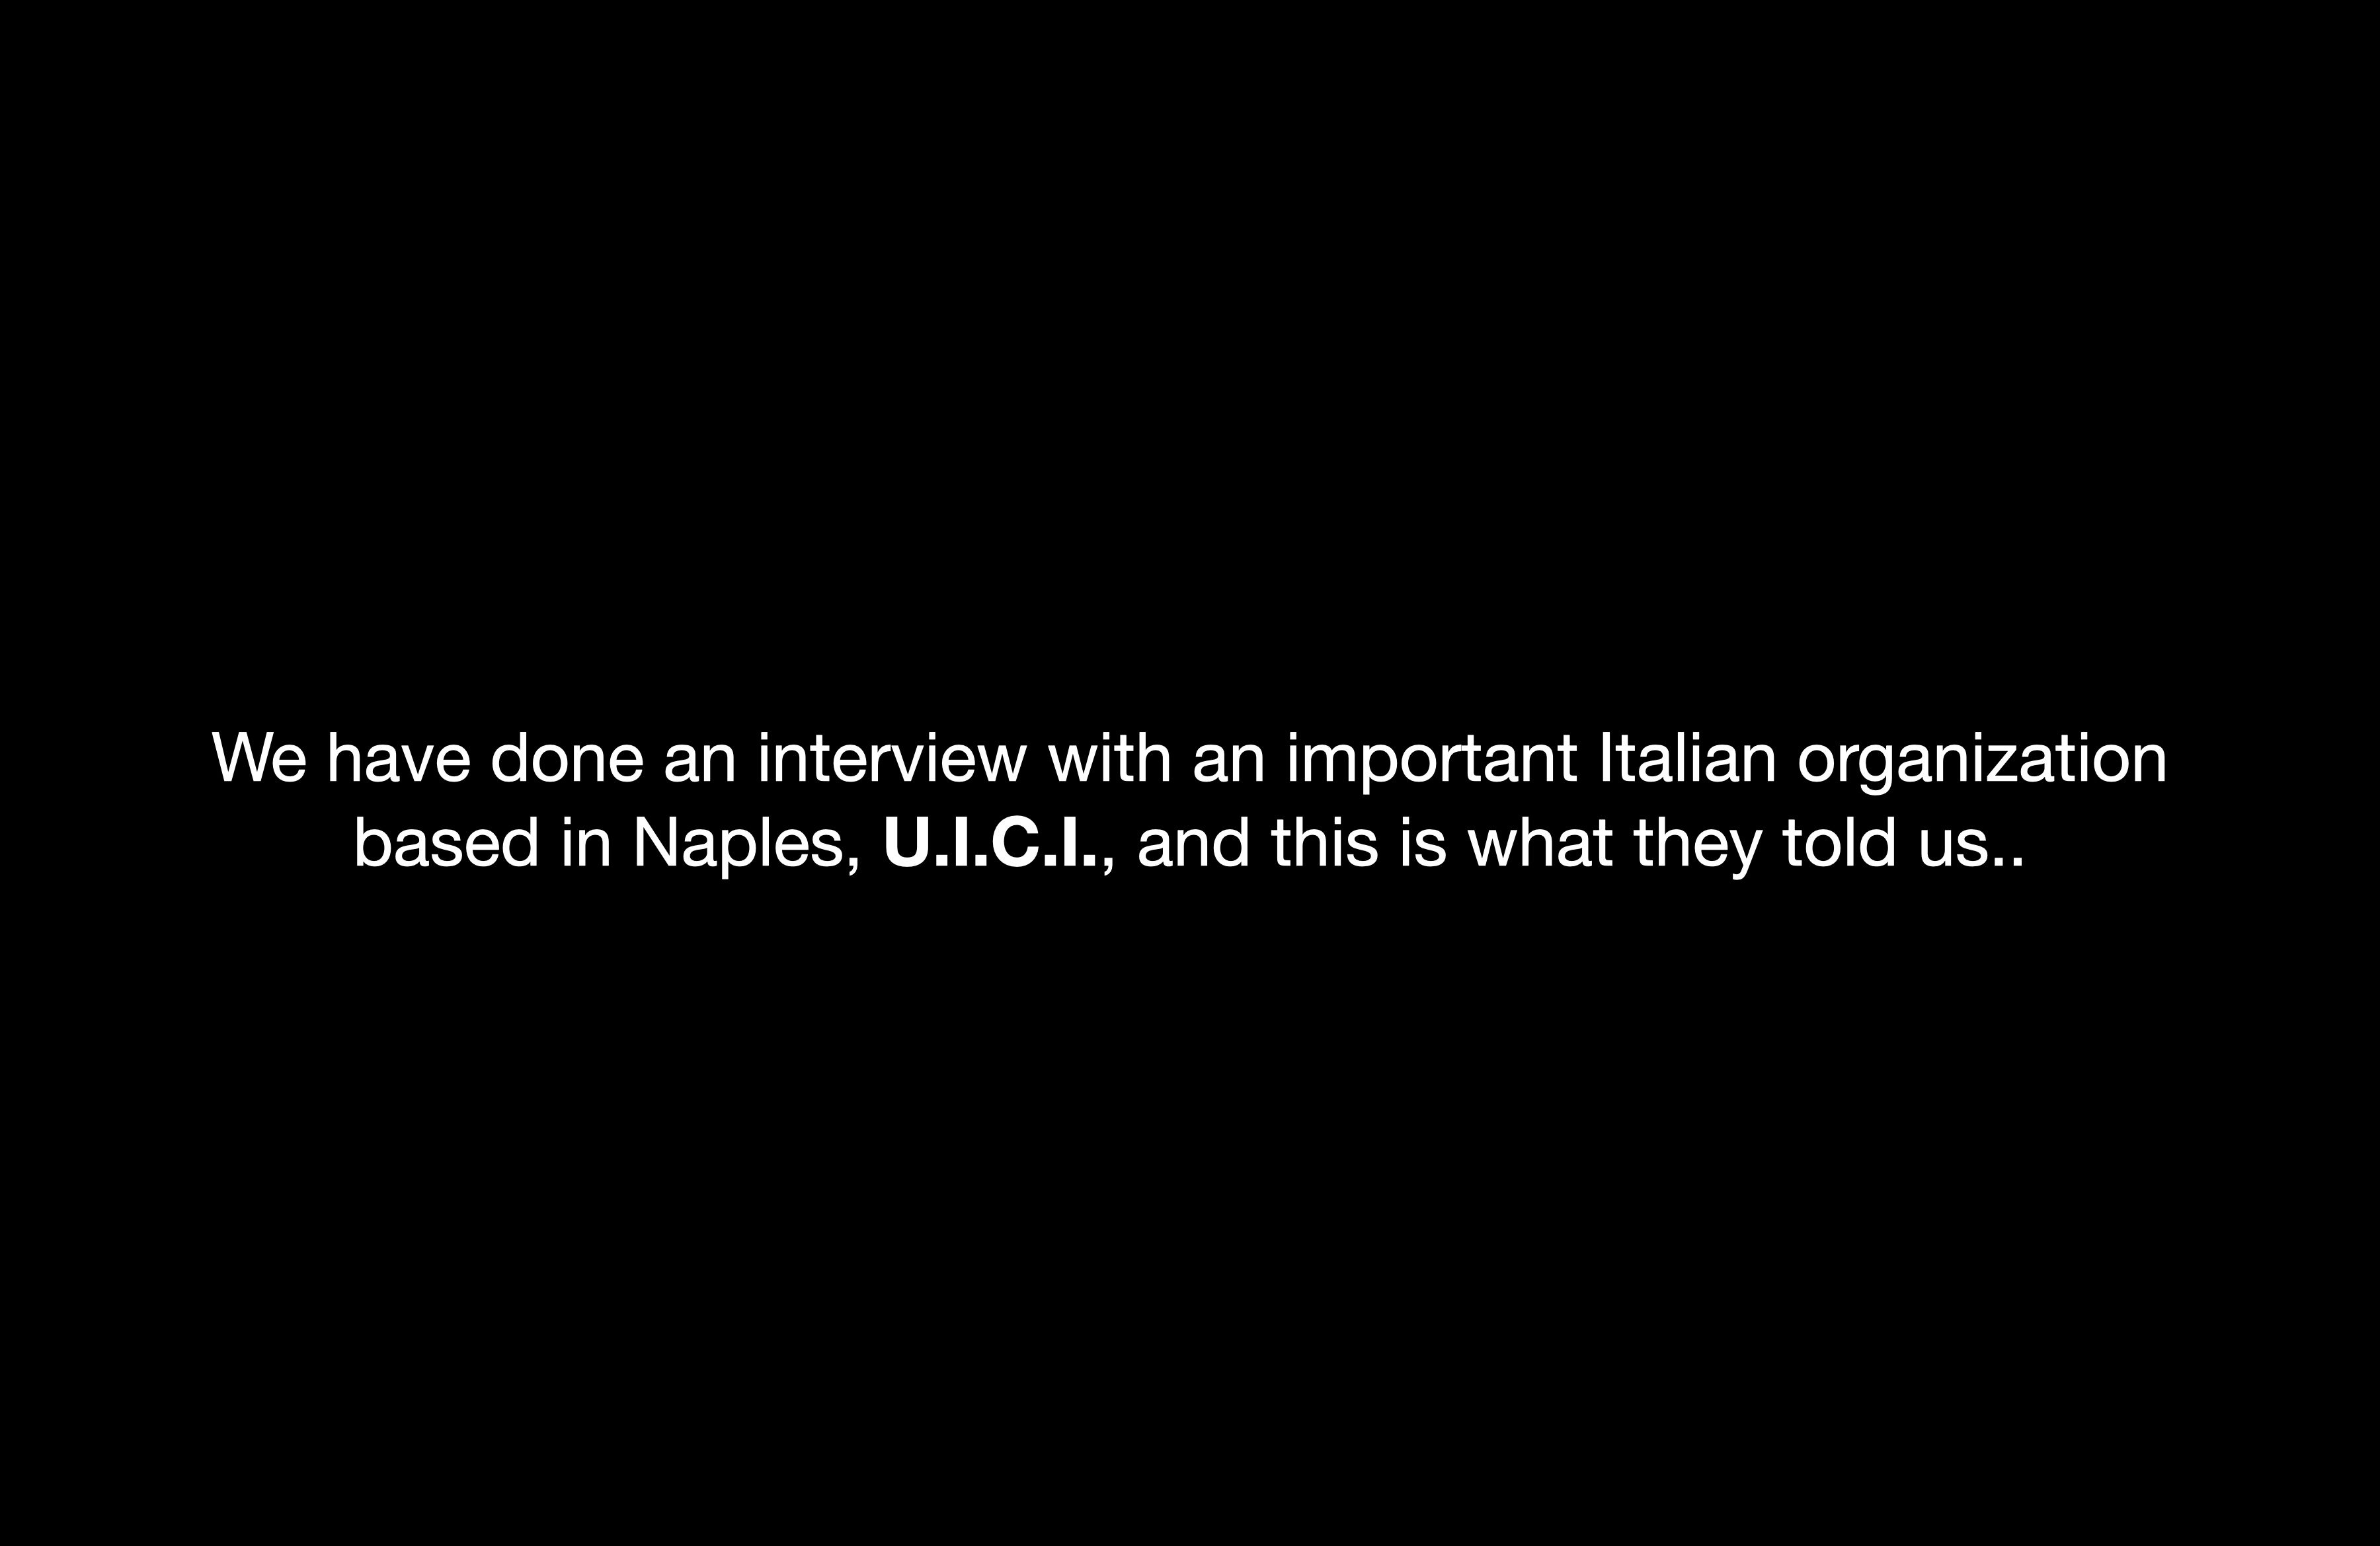 We have done an interview with an important Italian organization
based in Naples, U.I.C.I., and this is what they told us..